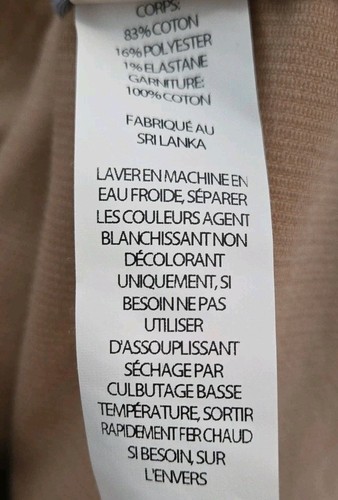 CORPS:
83% COTON
16% POLYESTER
1% ELASTANE
GARNITURE:
100% COTON
FABRIQUÉ AU
SRI LANKA
LAVER EN MACHINE EN
EAU FROIDE, SÉPARER
LES COULEURS AGENT
BLANCHISSANT NON
DÉCOLORANT
UNIQUEMENT, SI
BESOIN NE PAS
UTILISER
D'ASSOUPLISSANT
SÉCHAGE PAR
CULBUTAGE BASSE
TEMPÉRATURE, SORTIR
RAPIDEMENT FER CHAUD
SI BESOIN, SUR
L'ENVERS